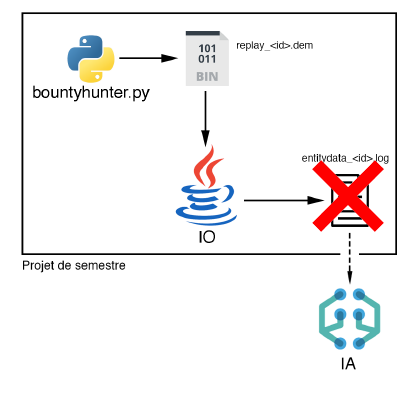 101
011
BIN
replay_<id>.dem
bountyhunter.py
entitydata_<id>.log
IO
Projet de semestre
IA